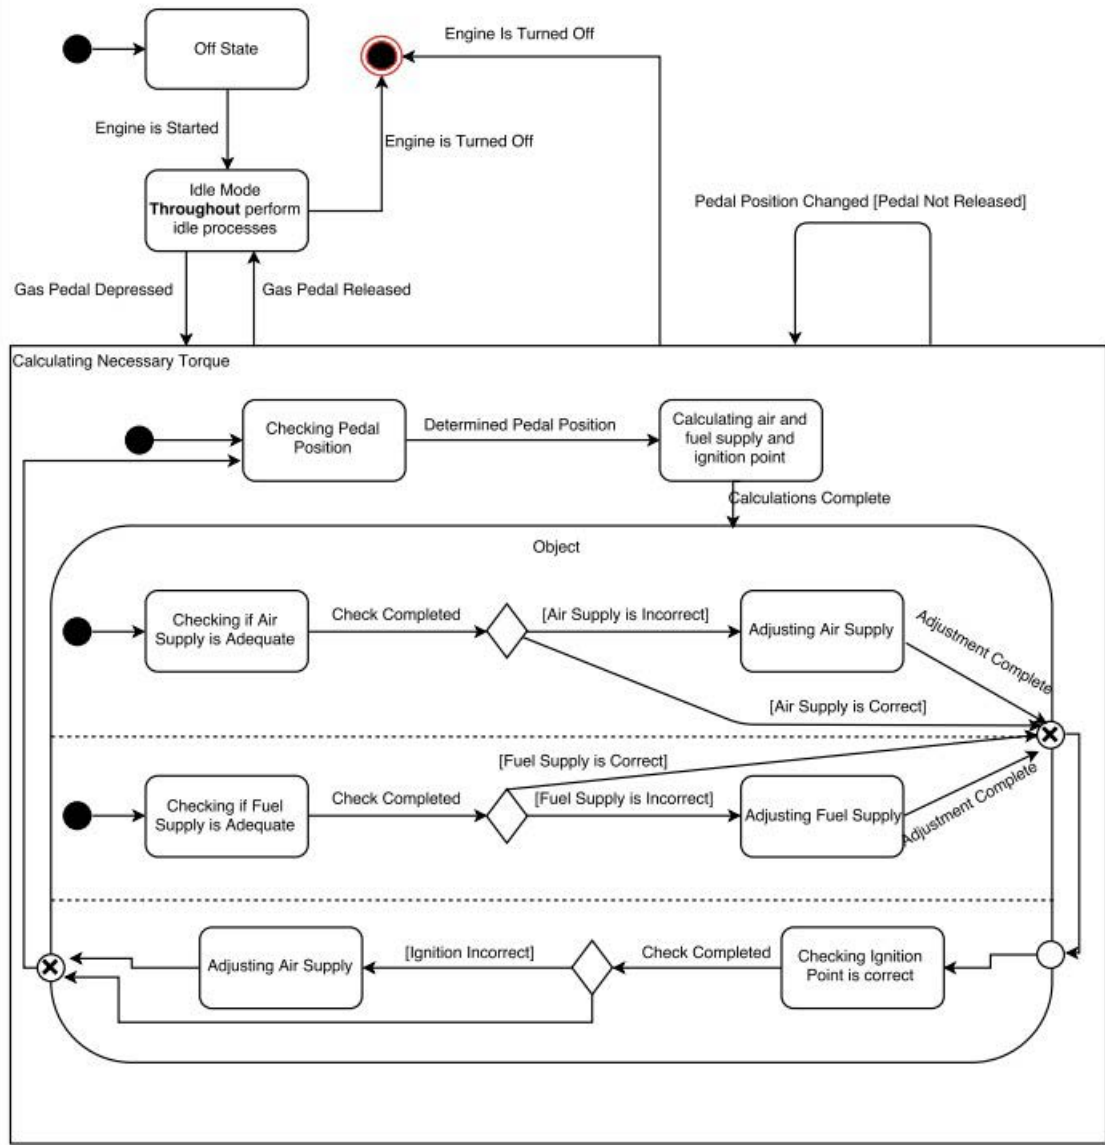 Off State
Engine Is Turned Off
Engine is Started
Engine is Turned Off
Idle Mode
Throughout perform
idle processes
Pedal Position Changed [Pedal Not Released]
Gas Pedal Depressed
Gas Pedal Released
Calculating Necessary Torque
Checking Pedal
Position
Determined Pedal Position
Calculating air and
fuel supply and
ignition point
Calculations Complete
Object
Checking if Air
Supply is Adequate
Check Completed
[Air Supply is Incorrect]
Adjusting Air Supply
Adjustment Complete
[Air Supply is Correct]
[Fuel Supply is Correct]
Checking if Fuel
Supply is Adequate
Check Completed
[Fuel Supply is Incorrect]
Adjusting Fuel Supply
Adjustment Complete
Adjusting Air Supply
[Ignition Incorrect]
Check Completed
Checking Ignition
Point is correct